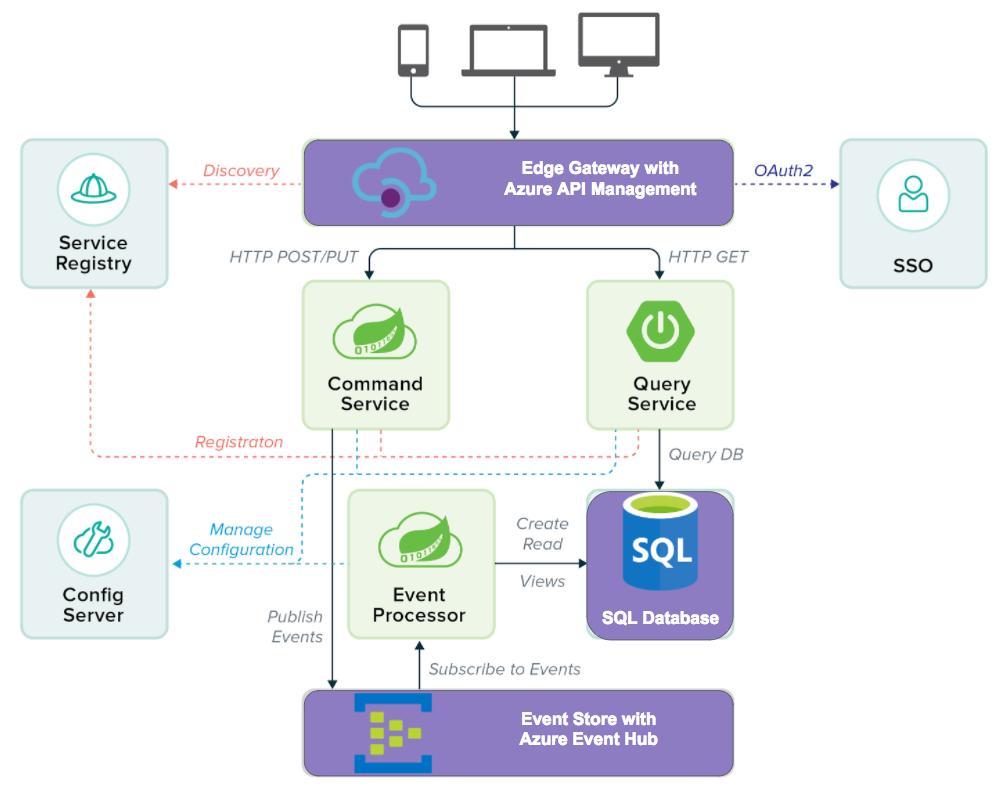 Edge Gateway with
Azure API Management
Discovery
OAuth2
Service
Registry
SSO
HTTP POST/PUT
HTTP GET
Command
Service
Query
Service
Registraton
Query DB
Manage
Configuration
Create
Read
Views
SQL
SQL Database
Config
Server
Event
Processor
Publish
Events
Subscribe to Events
Event Store with
Azure Event Hub